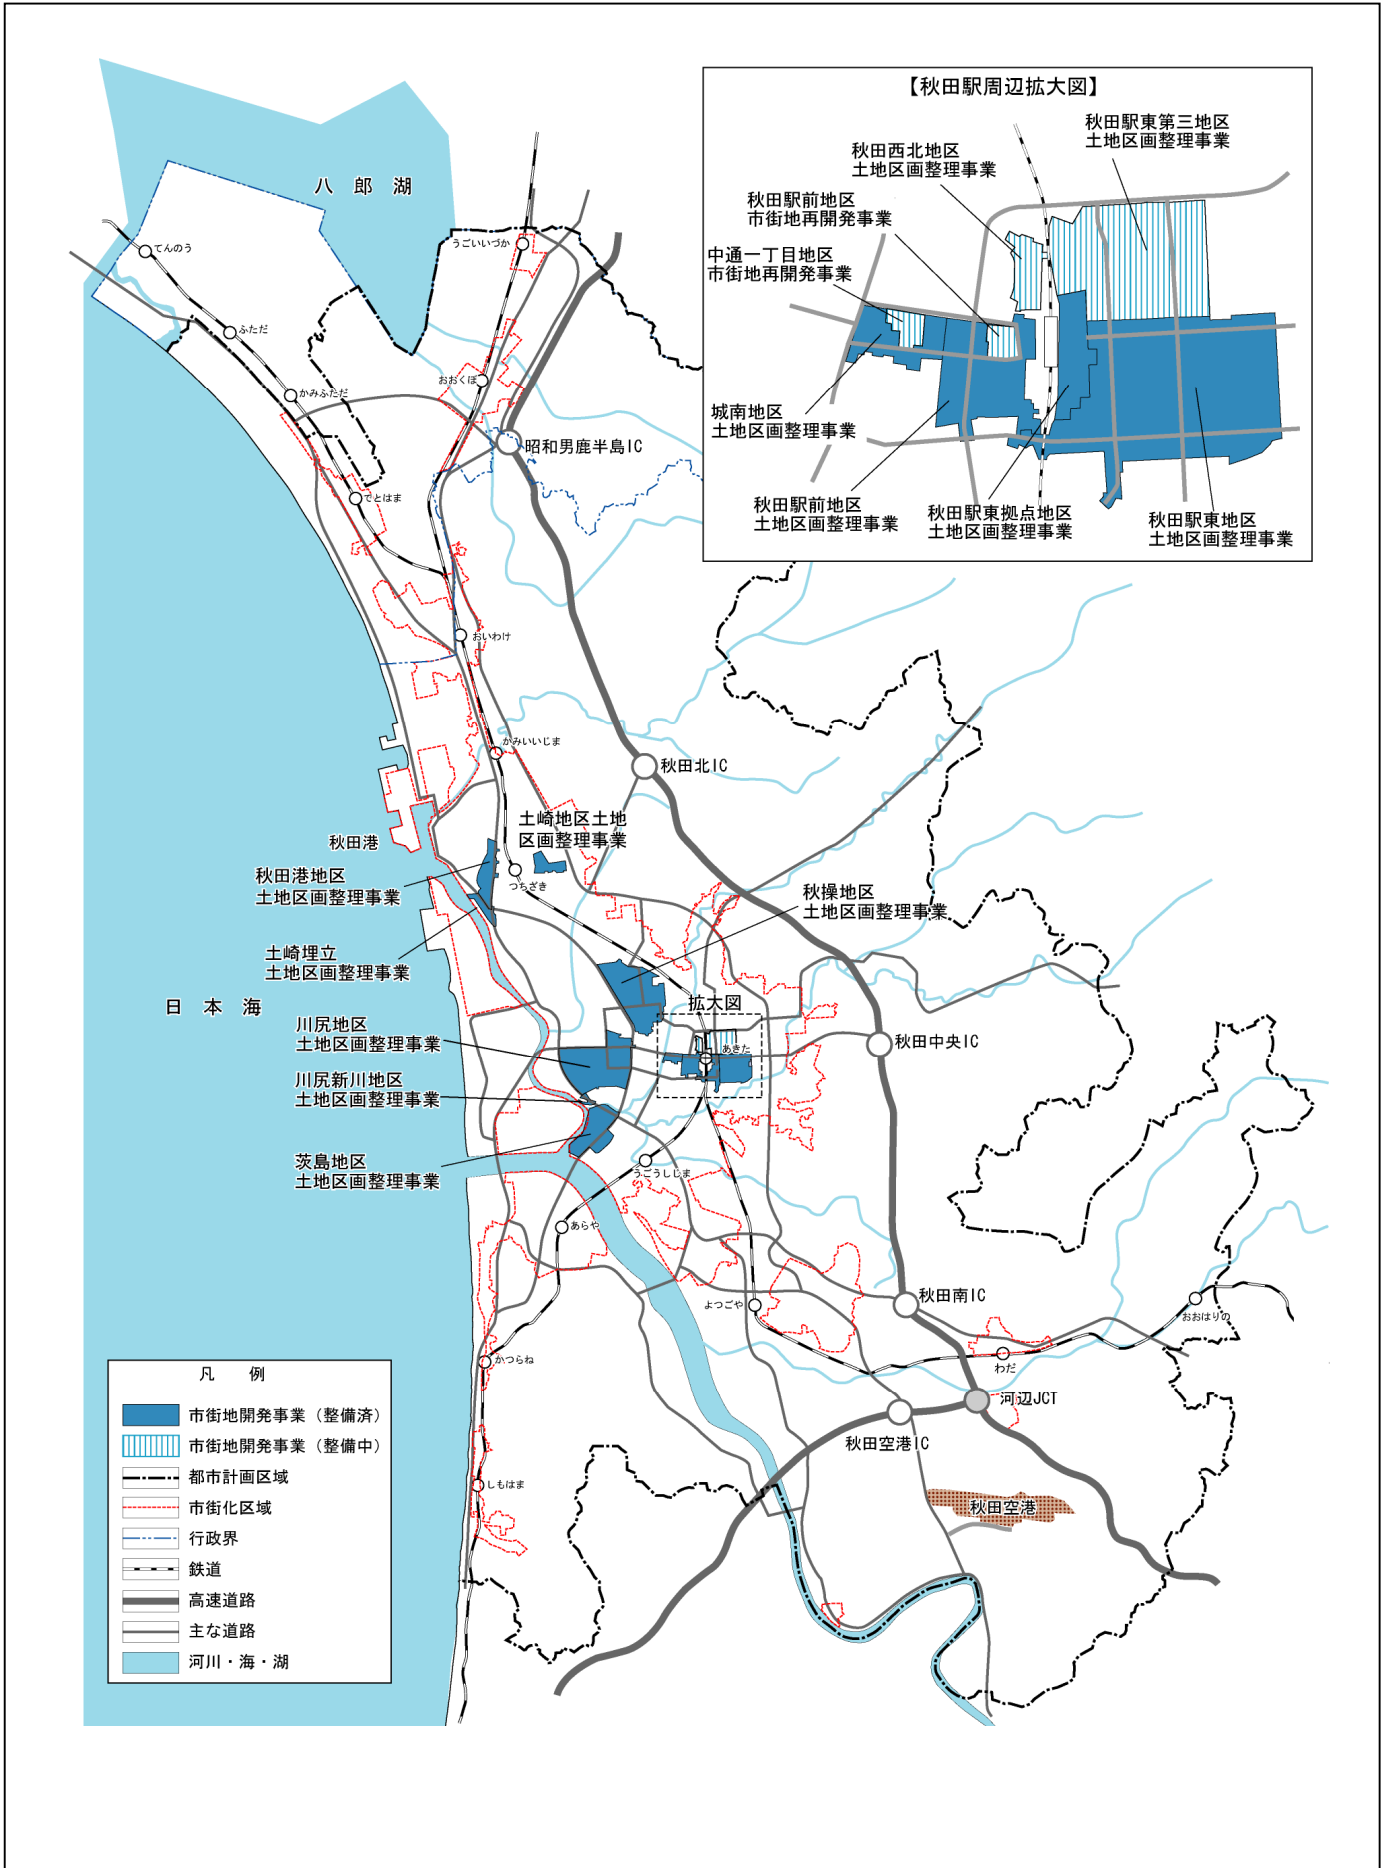 【秋田駅周辺拡大図】
秋田駅東第三地区
土地区画整理事業
秋田西北地区
土地区画整理事業
秋田駅前地区
市街地再開発事業
中通一丁目地区
市街地再開発事業
城南地区
土地区画整理事業
秋田駅前地区
土地区画整理事業
秋田駅東拠点地区
土地区画整理事業
秋田駅東地区
土地区画整理事業
八郎湖
てんのう
うごいいづか
ふただ
おおくぼ
かみふただ
昭和男鹿半島IC
でとはま
おいわけ
かみいいじま
秋田北IC
土崎地区土地
区画整理事業
秋田港
つちざき
秋田港地区
土地区画整理事業
秋操地区
土地区画整理事業
土崎埋立
土地区画整理事業
日本海
拡大図
川尻地区
土地区画整理事業
あきた
秋田中央IC
川尻新川地区
土地区画整理事業
茨島地区
土地区画整理事業
うごうしじま
あらや
よつごや
秋田南IC
おおはりの
わだ
かつらね
河辺JCT
秋田空港IC
しもはま
秋田空港
凡例
市街地開発事業（整備済）
市街地開発事業（整備中）
都市計画区域
市街化区域
行政界
鉄道
高速道路
主な道路
河川・海・湖